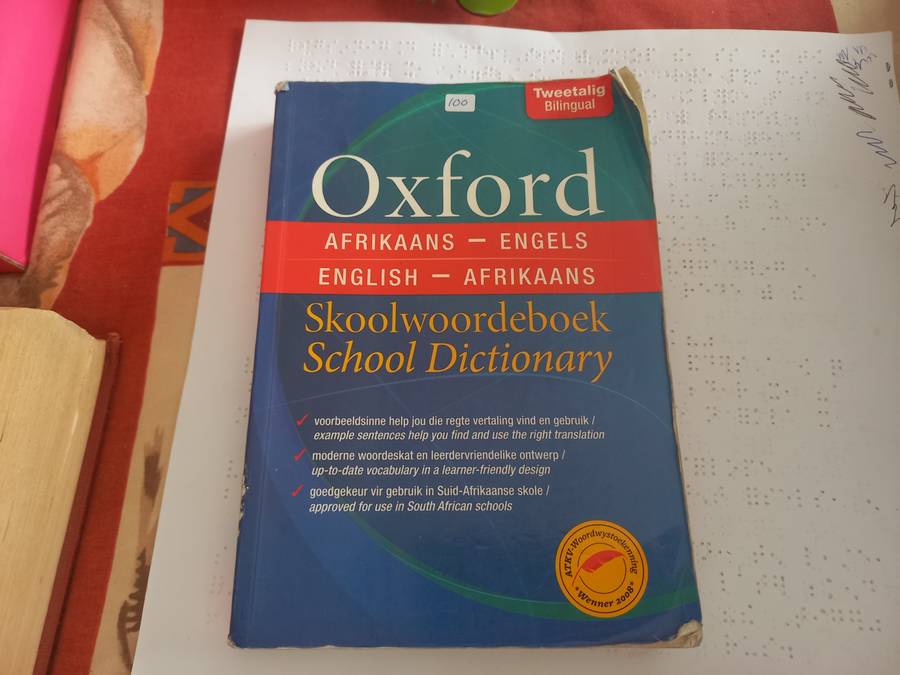 100
Tweetalig
Bilingual
Oxford
AFRIKAANS – ENGELS
ENGLISH – AFRIKAANS
Skoolwoordeboek
School Dictionary
voorbeeldsinne help jou die regte vertaling vind en gebruik /
example sentences help you find and use the right translation
moderne woordeskat en leerdervriendelike ontwerp /
up-to-date vocabulary in a learner-friendly design
goedgekeur vir gebruik in Suid-Afrikaanse skole /
approved for use in South African schools
ATKV-Woordwystoekenning
*Wenner 2008*